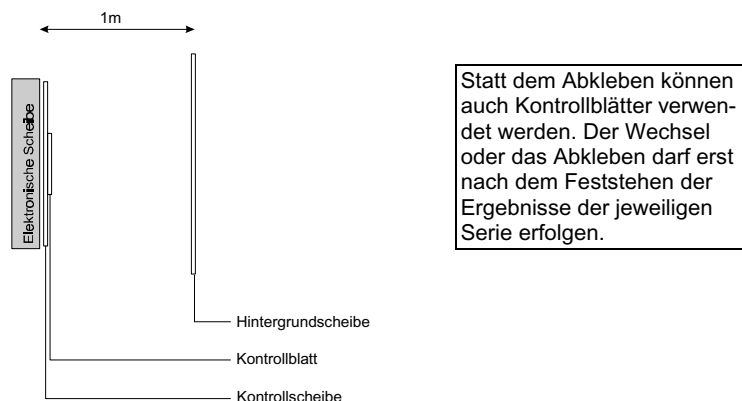 1m
Elektronische Scheibe
Statt dem Abkleben können
auch Kontrollblätter verwen-
det werden. Der Wechsel
oder das Abkleben darf erst
nach dem Feststehen der
Ergebnisse der jeweiligen
Serie erfolgen.
Hintergrundscheibe
Kontrollblatt
Kontrollscheibe